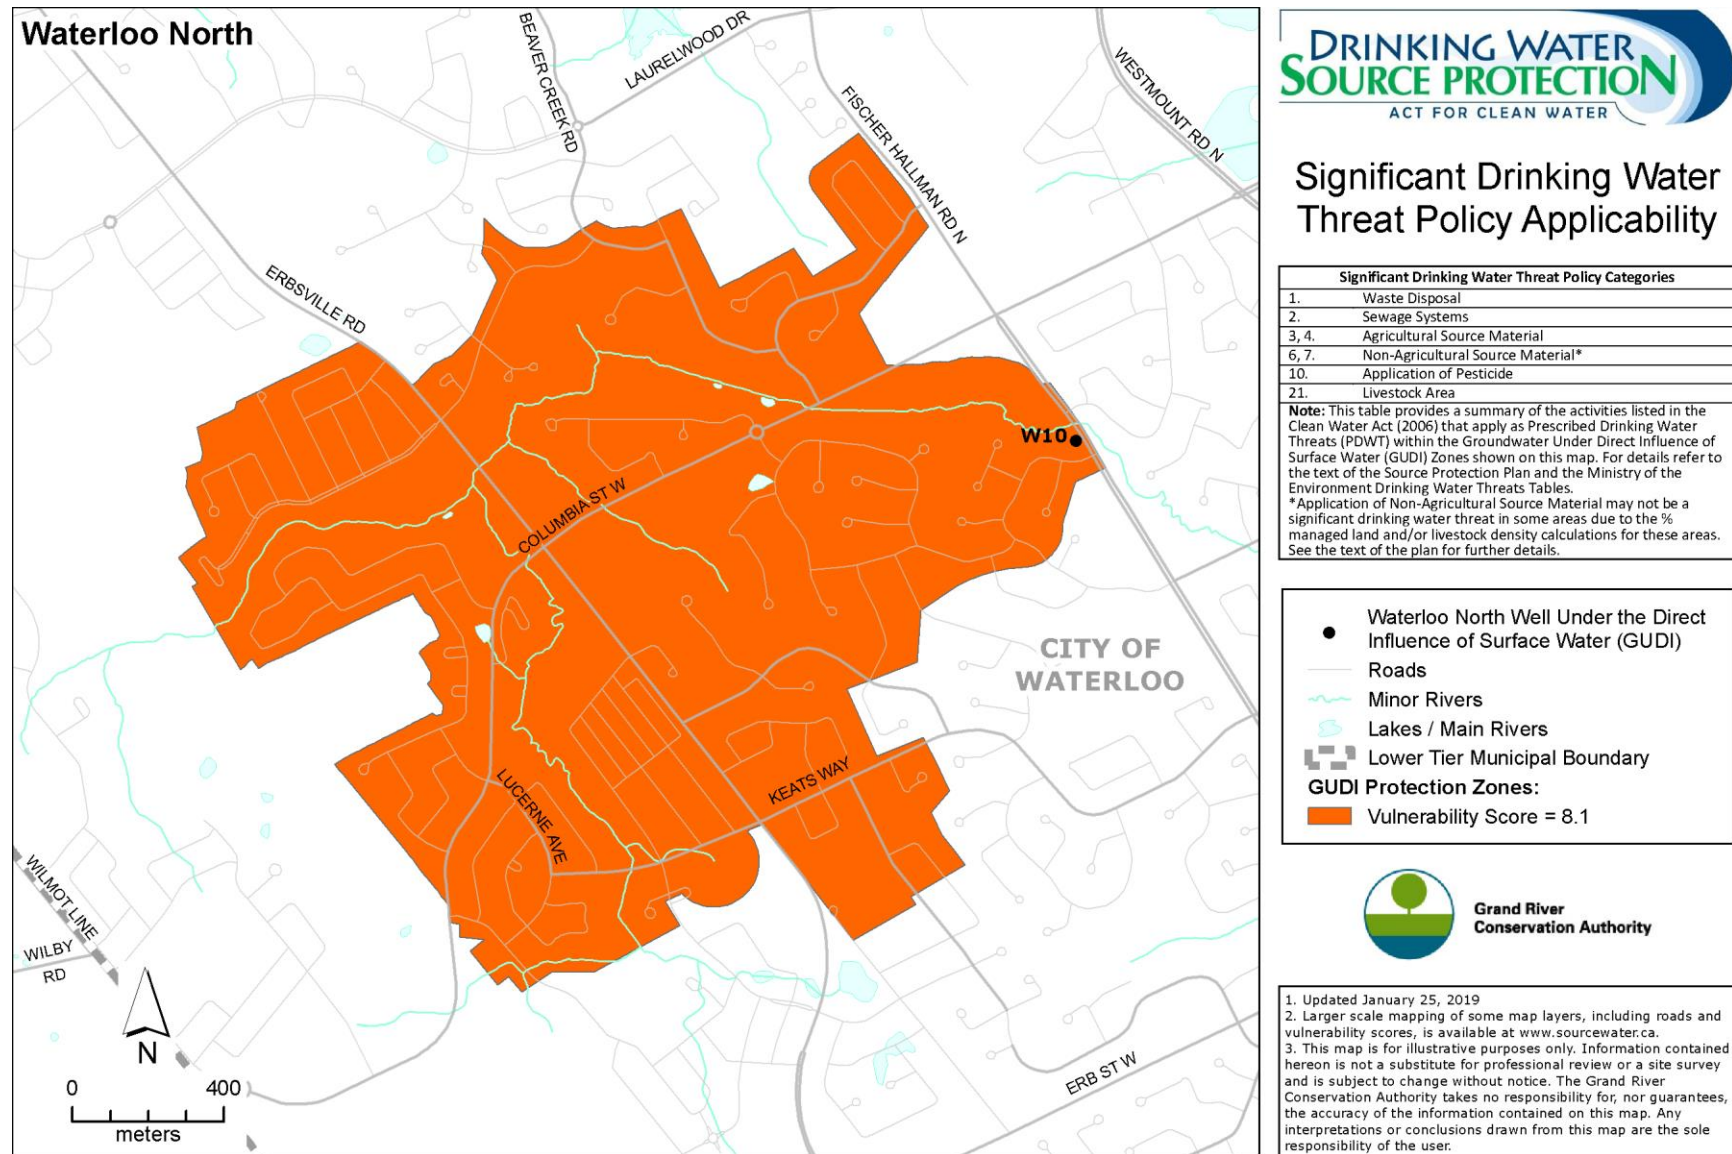 Waterloo North
BEAVER CREEK RD
LAURELWOOD DR
FISCHER HALLMAN RD N
WESTMOUNT RD N
ERBSVILLE RD
W10
COLUMBIA ST W
CITY OF
WATERLOO
KEATS WAY
LUCERNE AVE
WILMOT LINE
WILBY
RD
ERB ST W
N
0 400
meters
DRINKING WATER
SOURCE PROTECTION
ACT FOR CLEAN WATER
Significant Drinking Water
Threat Policy Applicability
Significant Drinking Water Threat Policy Categories
1. Waste Disposal
2. Sewage Systems
3, 4. Agricultural Source Material
6, 7. Non-Agricultural Source Material*
10. Application of Pesticide
21. Livestock Area
Note: This table provides a summary of the activities listed in the
Clean Water Act (2006) that apply as Prescribed Drinking Water
Threats (PDWT) within the Groundwater Under Direct Influence of
Surface Water (GUDI) Zones shown on this map. For details refer to
the text of the Source Protection Plan and the Ministry of the
Environment Drinking Water Threats Tables.
*Application of Non-Agricultural Source Material may not be a
significant drinking water threat in some areas due to the %
managed land and/or livestock density calculations for these areas.
See the text of the plan for further details.
Waterloo North Well Under the Direct
Influence of Surface Water (GUDI)
Roads
Minor Rivers
Lakes / Main Rivers
Lower Tier Municipal Boundary
GUDI Protection Zones:
Vulnerability Score = 8.1
Grand River
Conservation Authority
1. Updated January 25, 2019
2. Larger scale mapping of some map layers, including roads and
vulnerability scores, is available at www.sourcewater.ca.
3. This map is for illustrative purposes only. Information contained
hereon is not a substitute for professional review or a site survey
and is subject to change without notice. The Grand River
Conservation Authority takes no responsibility for, nor guarantees,
the accuracy of the information contained on this map. Any
interpretations or conclusions drawn from this map are the sole
responsibility of the user.